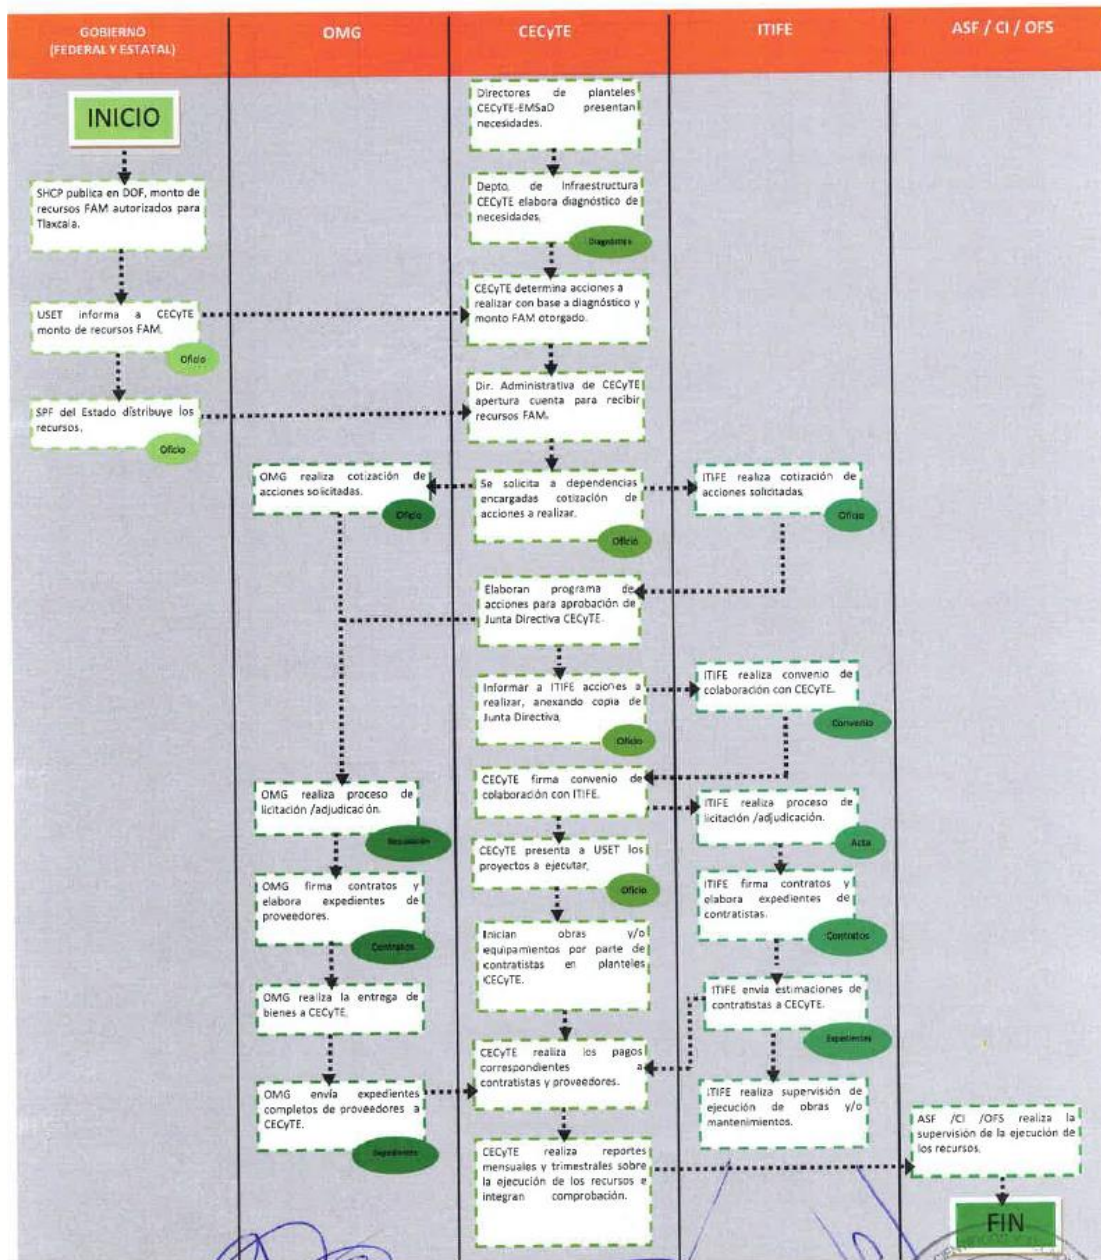 GOBIERNO
(FEDERAL Y ESTATAL)
OMG
CECyTE
ITIFE
ASF / CI / OFS
INICIO
SHCP publica en DOF, monto de
recursos FAM autorizados para
Tlaxcala.
USET informa a CECyTE
monto de recursos FAM.
Oficio
SPF del Estado distribuye los
recursos.
Oficio
Directores de planteles
CECyTE-EMSaD presentan
necesidades.
Depto. de Infraestructura
CECyTE elabora diagnóstico de
necesidades.
Diagnóstico
CECyTE determina acciones a
realizar con base a diagnóstico y
monto FAM otorgado.
Dir. Administrativa de CECyTE
apertura cuenta para recibir
recursos FAM.
OMG realiza cotización de
acciones solicitadas.
Oficio
Se solicita a dependencias
encargadas cotización de
acciones a realizar.
Oficio
ITIFE realiza cotización de
acciones solicitadas.
Oficio
Elaboran programa de
acciones para aprobación de
Junta Directiva CECyTE.
Informar a ITIFE acciones a
realizar, anexando copia de
Junta Directiva.
Oficio
ITIFE realiza convenio de
colaboración con CECyTE.
Convenio
CECyTE firma convenio de
colaboración con ITIFE.
OMG realiza proceso de
licitación /adjudicación.
ITIFE realiza proceso de
licitación /adjudicación.
Acta
CECyTE presenta a USET los
proyectos a ejecutar.
Oficio
OMG firma contratos y
elabora expedientes de
proveedores.
Contratos
ITIFE firma contratos y
elabora expedientes de
contratistas.
Contratos
Inician obras y/o
equipamientos por parte de
contratistas en planteles
CECyTE.
OMG realiza la entrega de
bienes a CECyTE.
ITIFE envía estimaciones de
contratistas a CECyTE.
Expedientes
CECyTE realiza los pagos
correspondientes a
contratistas y proveedores.
OMG envía expedientes
completos de proveedores a
CECyTE.
Expedientes
ITIFE realiza supervisión de
ejecución de obras y/o
mantenimientos.
CECyTE realiza reportes
mensuales y trimestrales sobre
la ejecución de los recursos e
integran comprobación.
ASF /CI /OFS realiza la
supervisión de la ejecución de
los recursos.
FIN